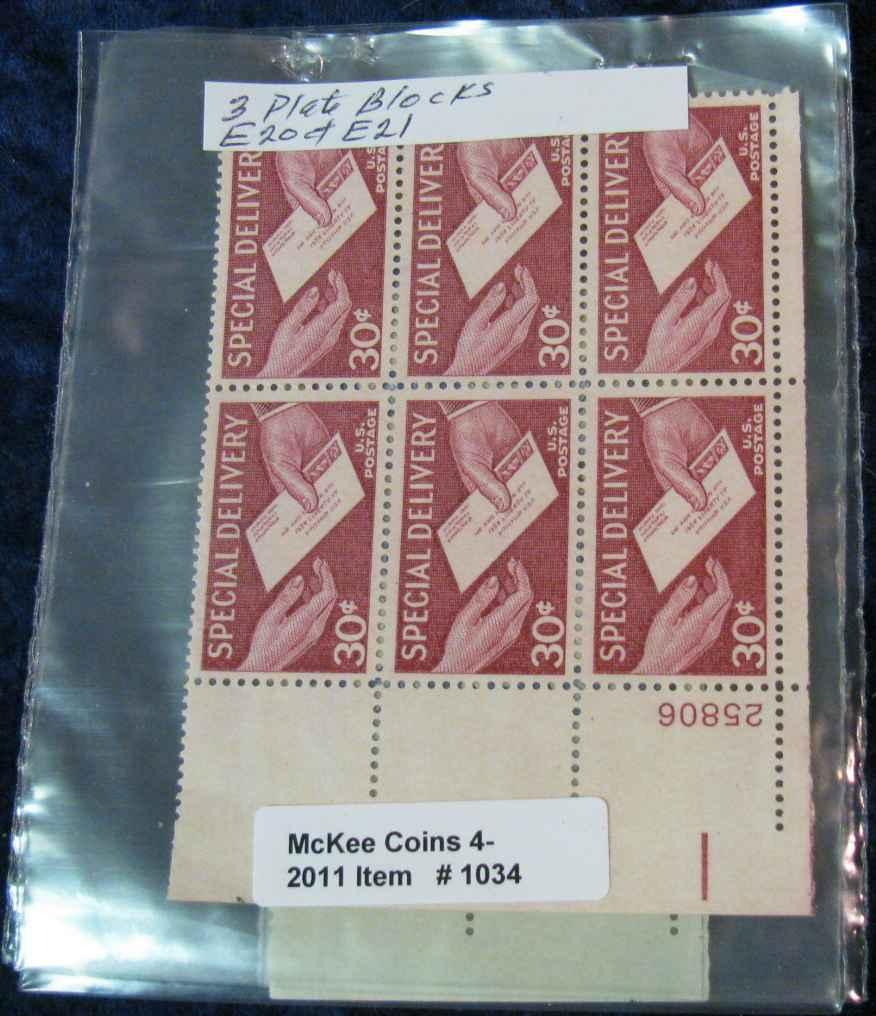 3 Plate Blocks
E20 & E21
SPECIAL DELIVERY
U.S.
POSTAGE
30¢
SPECIAL DELIVERY
U.S.
POSTAGE
30¢
SPECIAL DELIVERY
U.S.
POSTAGE
30¢
SPECIAL DELIVERY
U.S.
POSTAGE
30¢
SPECIAL DELIVERY
U.S.
POSTAGE
30¢
SPECIAL DELIVERY
U.S.
POSTAGE
30¢
25806
McKee Coins 4-
2011 Item # 1034